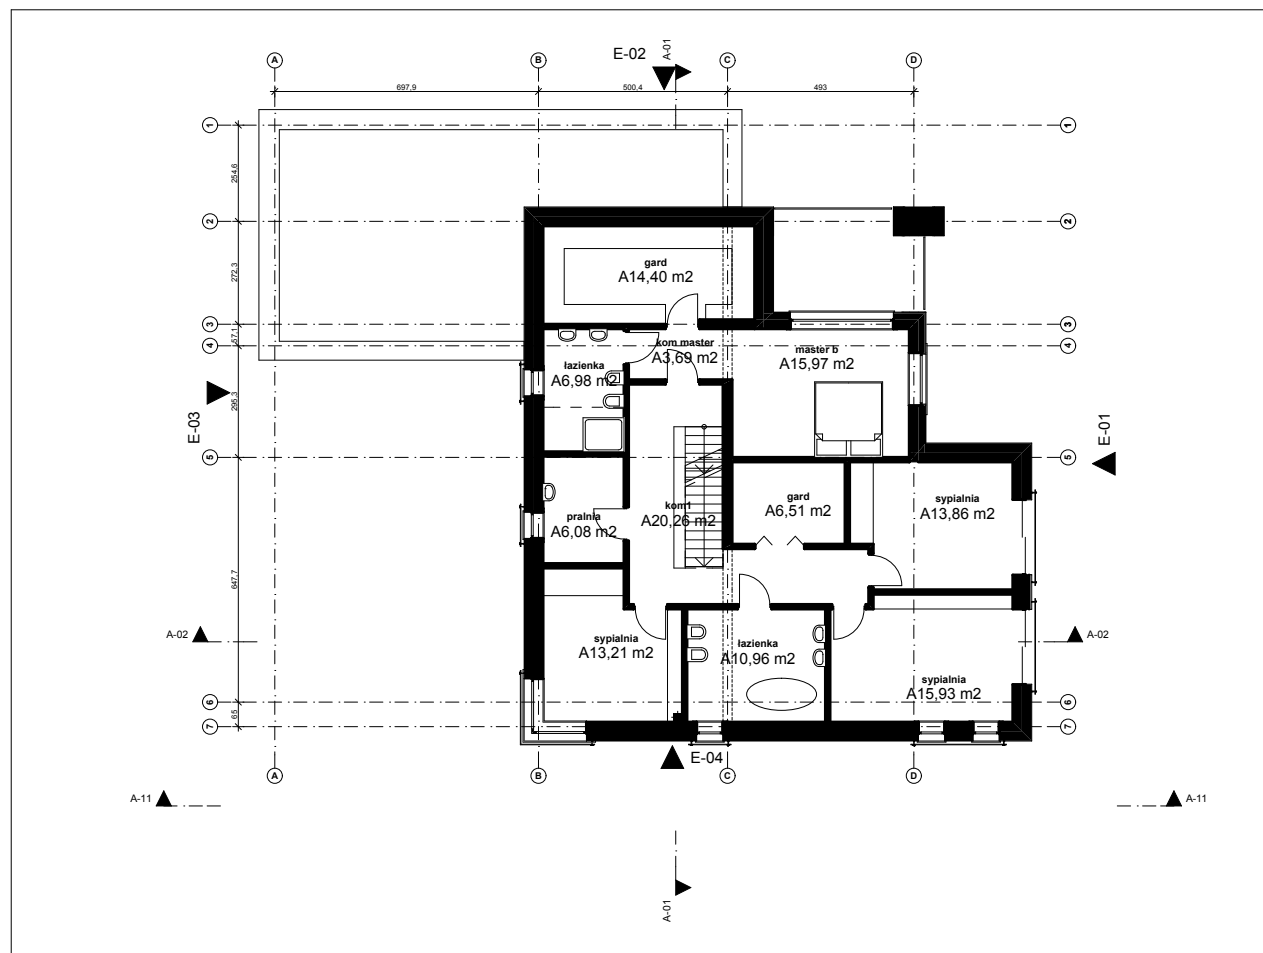 E-02
A-01
A
B
C
D
697,9
500,4
493
1
1
254,6
2
2
272,3
gard
A14,40 m2
3
3
57,1
4
4
kom master
A3,69 m2
master b
A15,97 m2
łazienka
A6,98 m2
295,3
E-03
E-01
5
5
gard
A6,51 m2
sypialnia
A13,86 m2
kom1
A20,26 m2
pralnia
A6,08 m2
647,7
A-02
A-02
sypialnia
A13,21 m2
łazienka
A10,96 m2
sypialnia
A15,93 m2
6
6
65
7
7
E-04
A
B
C
D
A-11
A-11
A-01